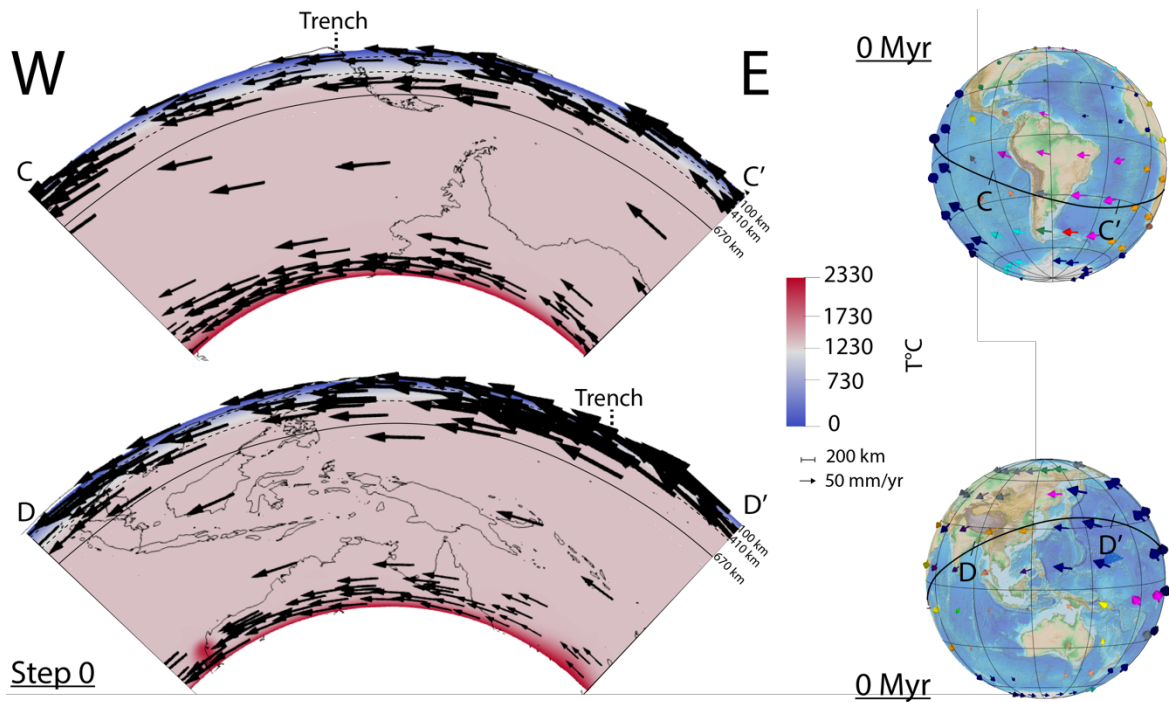 W
Trench
C
C'
100 km
410 km
670 km
E
0 Myr
C
C'
2330
1730
1230
730
0
T°C
200 km
50 mm/yr
Trench
D
D'
100 km
410 km
670 km
Step 0
D
D'
0 Myr